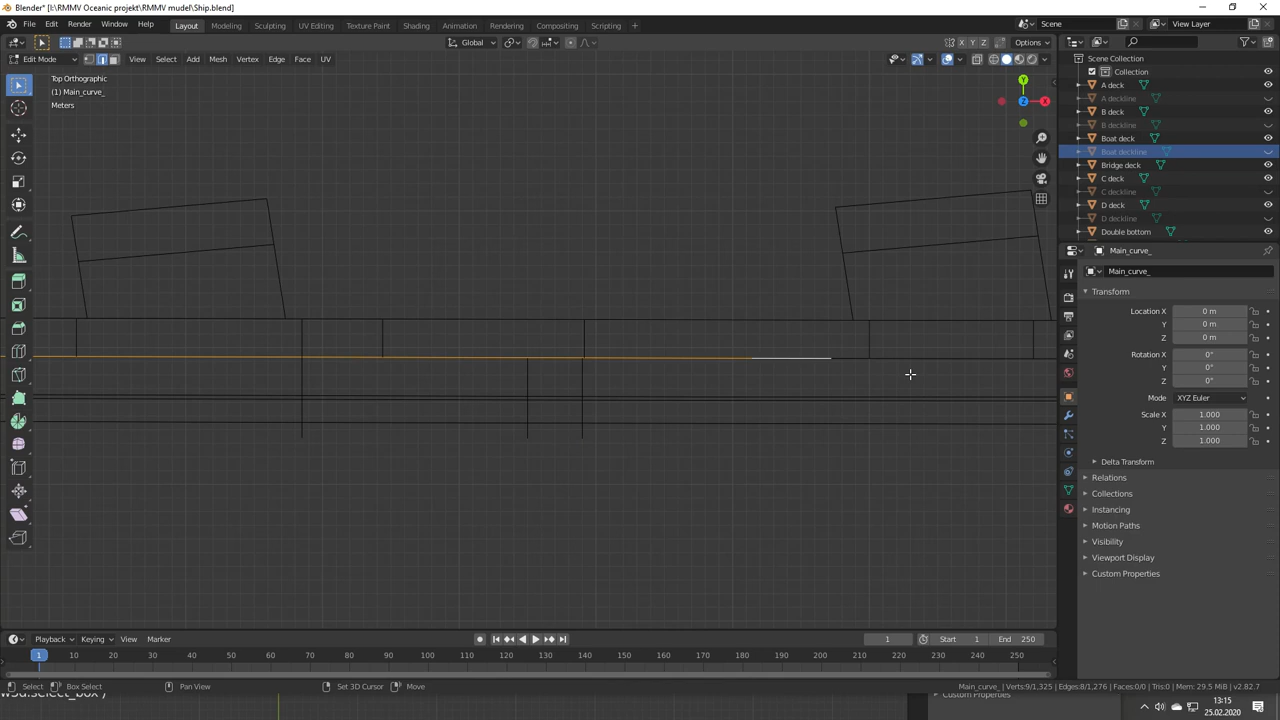 Blender* [I:\RMMV Oceanic projekt\RMMV mudel\Ship.blend]
File Edit Render Window Help Layout Modeling Sculpting UV Editing Texture Paint Shading Animation Rendering Compositing Scripting + Scene View Layer
Global X Y Z Options
Edit Mode View Select Add Mesh Vertex Edge Face UV
Top Orthographic
(1) Main_curve_
Meters
Y
Z X
Scene Collection
Collection
A deck
A deckline
B deck
B deckline
Boat deck
Boat deckline
Bridge deck
C deck
C deckline
D deck
D deckline
Double bottom
Main_curve_
Main_curve_
Transform
Location X 0 m
Y 0 m
Z 0 m
Rotation X 0°
Y 0°
Z 0°
Mode XYZ Euler
Scale X 1.000
Y 1.000
Z 1.000
Delta Transform
Relations
Collections
Instancing
Motion Paths
Visibility
Viewport Display
Custom Properties
Playback Keying View Marker 1 Start 1 End 250
1 10 20 30 40 50 60 70 80 90 100 110 120 130 140 150 160 170 180 190 200 210 220 230 240 250
Select Box Select Pan View Set 3D Cursor Move Main_curve_ | Verts:9/1,325 | Edges:8/1,276 | Faces:0/0 | Tris:0 | Mem: 29.5 MiB | v2.82.7
Custom Properties
13:15
25.02.2020